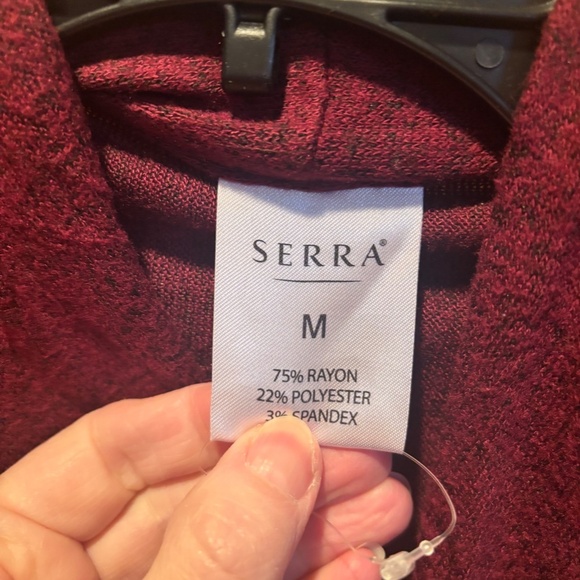 SERRA®
M
75% RAYON
22% POLYESTER
3% SPANDEX